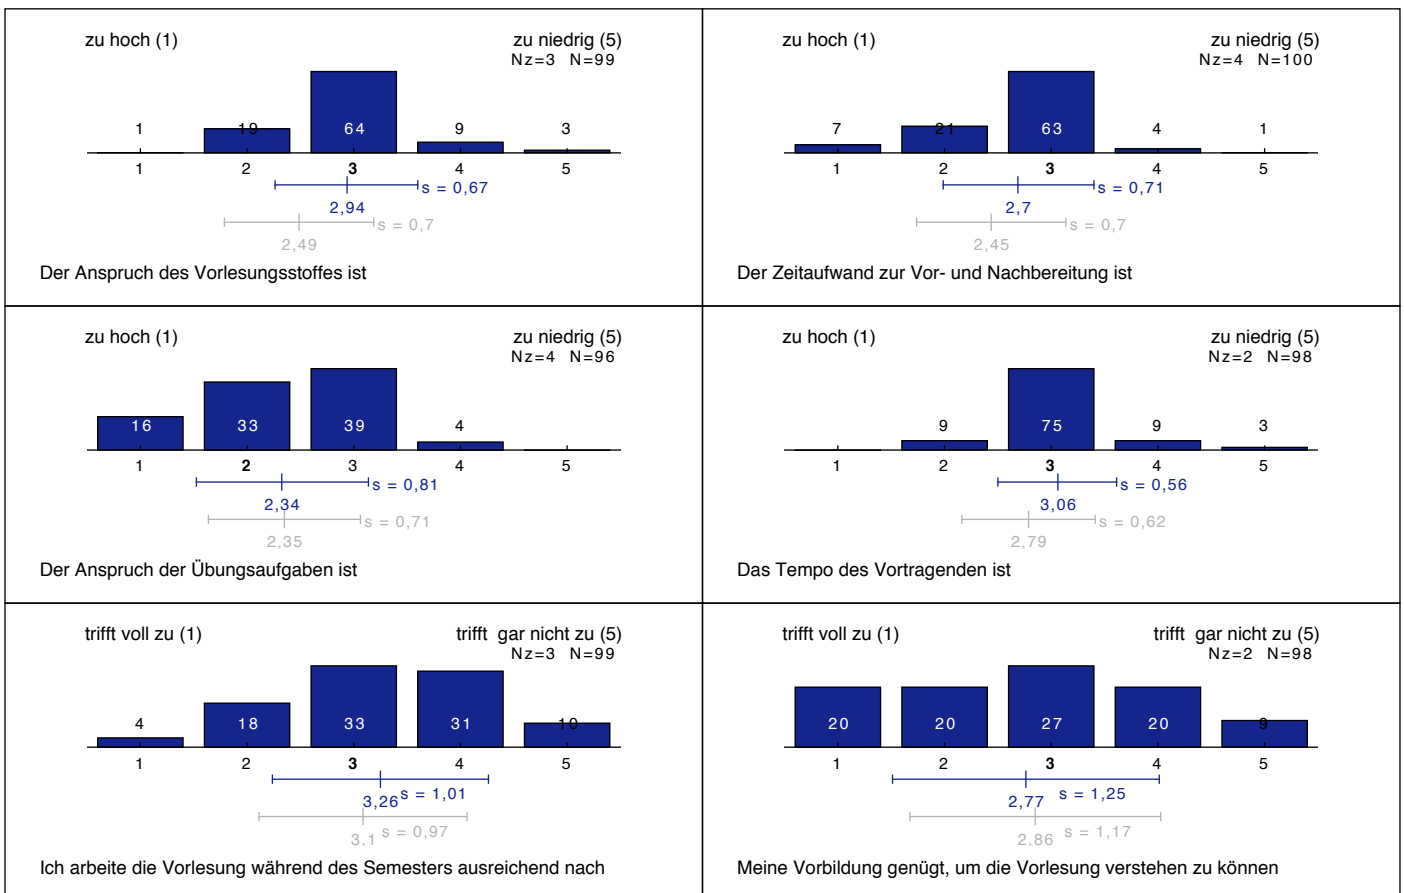 zu hoch (1) zu niedrig (5)
Nz=3 N=99
1 19 64 9 3
1 2 3 4 5
s = 0,67
2,94
s = 0,7
2,49
Der Anspruch des Vorlesungsstoffes ist
zu hoch (1) zu niedrig (5)
Nz=4 N=100
7 21 63 4 1
1 2 3 4 5
s = 0,71
2,7
s = 0,7
2,45
Der Zeitaufwand zur Vor- und Nachbereitung ist
zu hoch (1) zu niedrig (5)
Nz=4 N=96
16 33 39 4
1 2 3 4 5
s = 0,81
2,34
s = 0,71
2,35
Der Anspruch der Übungsaufgaben ist
zu hoch (1) zu niedrig (5)
Nz=2 N=98
9 75 9 3
1 2 3 4 5
s = 0,56
3,06
s = 0,62
2,79
Das Tempo des Vortragenden ist
trifft voll zu (1) trifft gar nicht zu (5)
Nz=3 N=99
4 18 33 31 10
1 2 3 4 5
3,26 s = 1,01
3,1 s = 0,97
Ich arbeite die Vorlesung während des Semesters ausreichend nach
trifft voll zu (1) trifft gar nicht zu (5)
Nz=2 N=98
20 20 27 20 9
1 2 3 4 5
2,77 s = 1,25
2,86 s = 1,17
Meine Vorbildung genügt, um die Vorlesung verstehen zu können